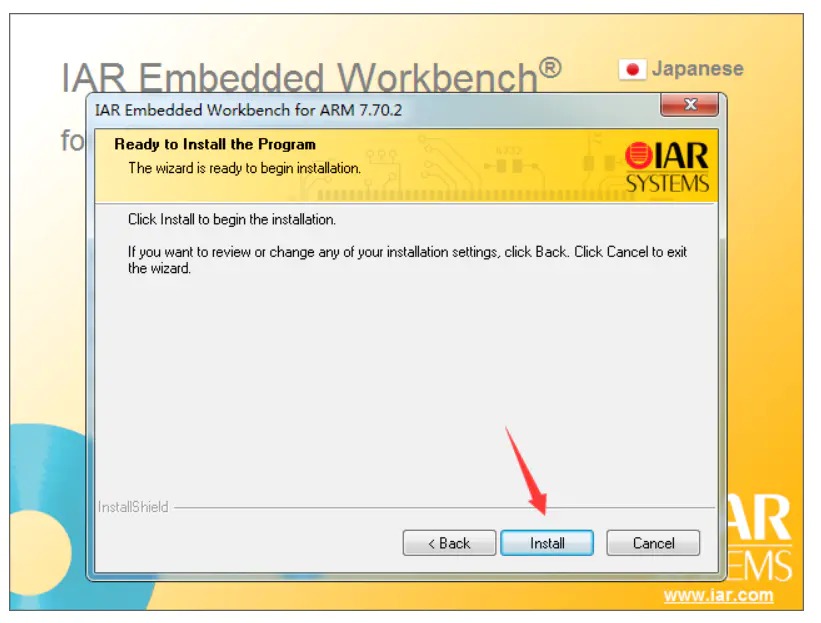 IAR Embedded Workbench®
Japanese
IAR Embedded Workbench for ARM 7.70.2
fo
Ready to Install the Program
The wizard is ready to begin installation.
IAR
SYSTEMS
Click Install to begin the installation.
If you want to review or change any of your installation settings, click Back. Click Cancel to exit
the wizard.
InstallShield
< Back
Install
Cancel
AR
EMS
www.iar.com